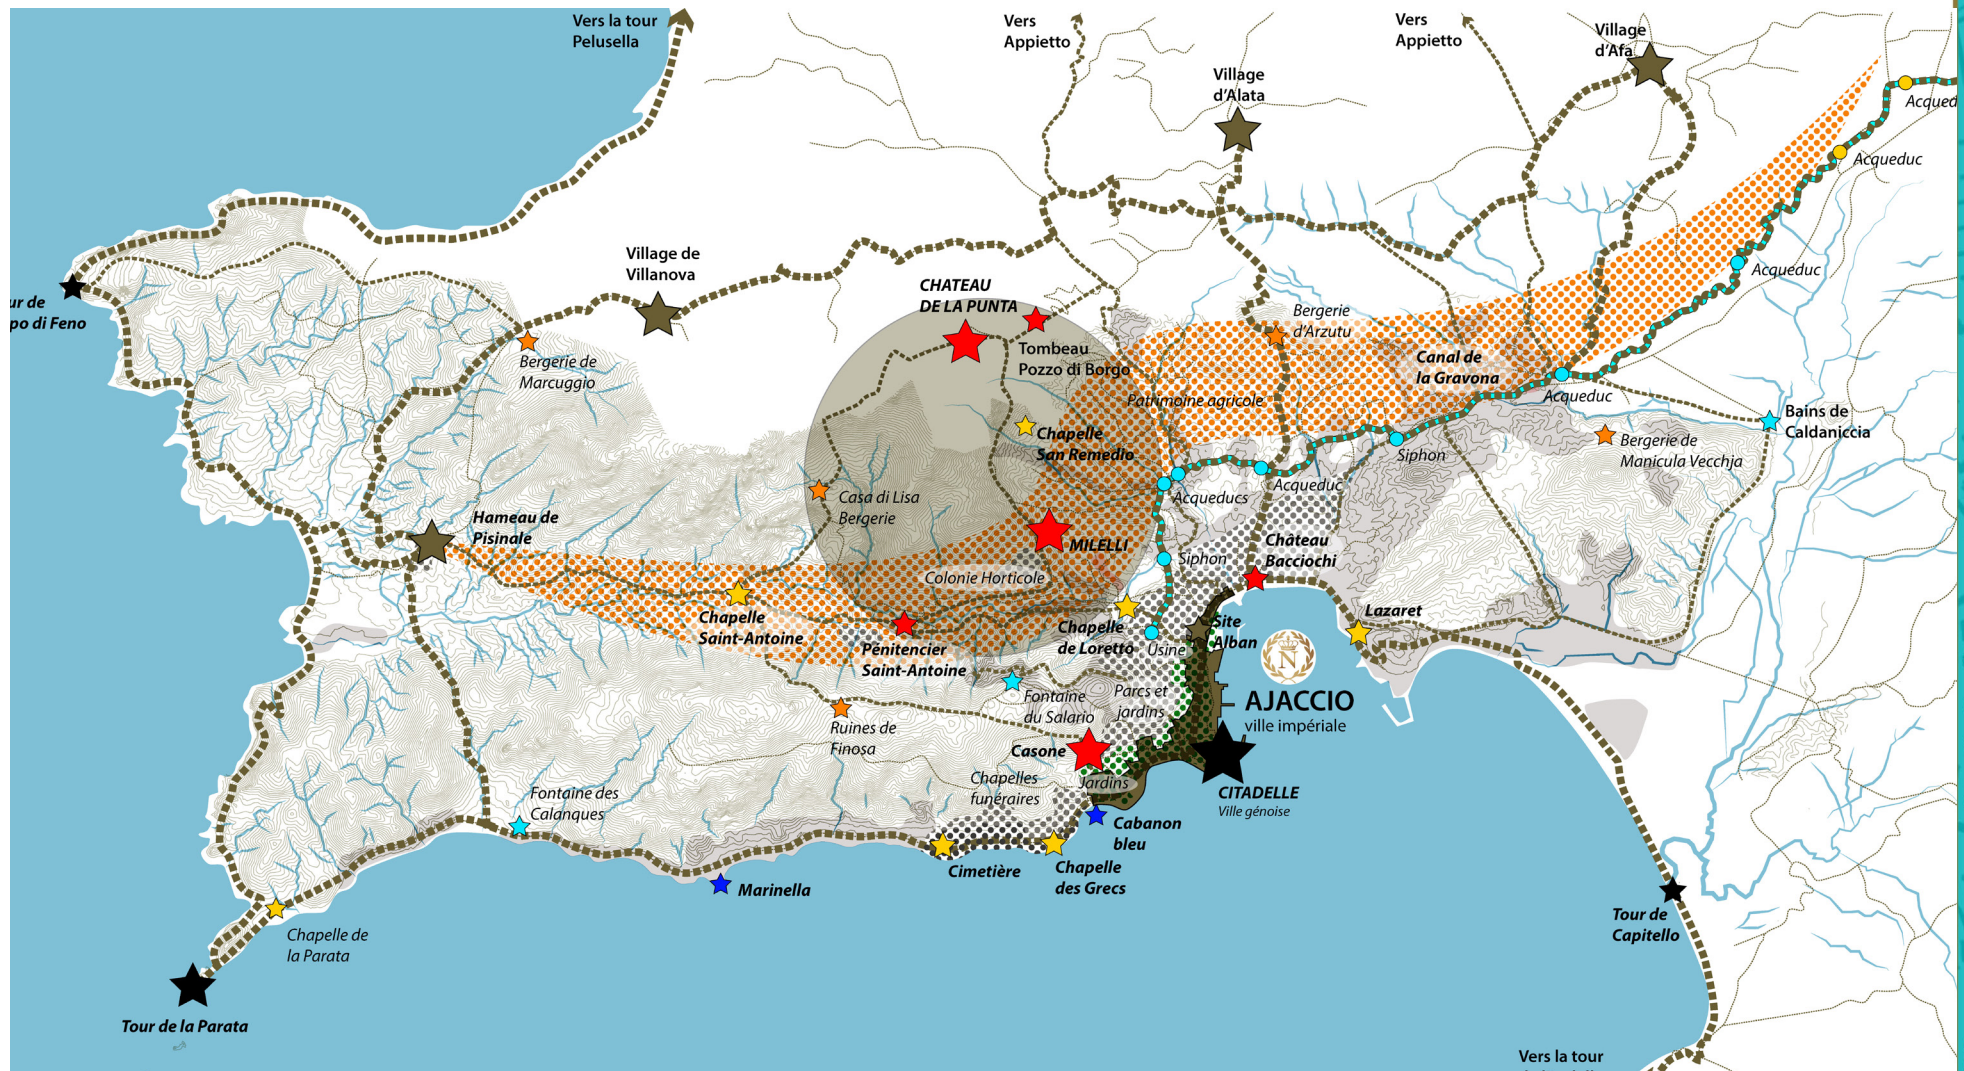 Vers la tour
Pelusella
Vers
Appietto
Vers
Appietto
Village
d'Afa
Village
d'Alata
Acqued
Acqueduc
Village de
Villanova
Acqueduc
CHATEAU
DE LA PUNTA
ur de
po di Feno
Bergerie
d'Arzutu
Tombeau
Pozzo di Borgo
Bergerie de
Marcuggio
Canal de
la Gravona
Acqueduc
Patrimoine agricole
Bains de
Caldaniccia
Chapelle
San Remedio
Bergerie de
Manicula Vecchja
Siphon
Casa di Lisa
Bergerie
Acqueducs
Acqueduc
Hameau de
Pisinale
MILELLI
Château
Bacciochi
Siphon
Colonie Horticole
Lazaret
Chapelle
Saint-Antoine
Chapelle
de Loretto
Site
Alban
Usine
N
Pénitencier
Saint-Antoine
Fontaine
du Salario
Parcs et
jardins
AJACCIO
ville impériale
Ruines de
Finosa
Casone
Chapelles
funéraires
Jardins
CITADELLE
Ville génoise
Fontaine des
Calanques
Cabanon
bleu
Cimetière
Chapelle
des Grecs
Marinella
Tour de
Capitello
Chapelle de
la Parata
Tour de la Parata
Vers la tour